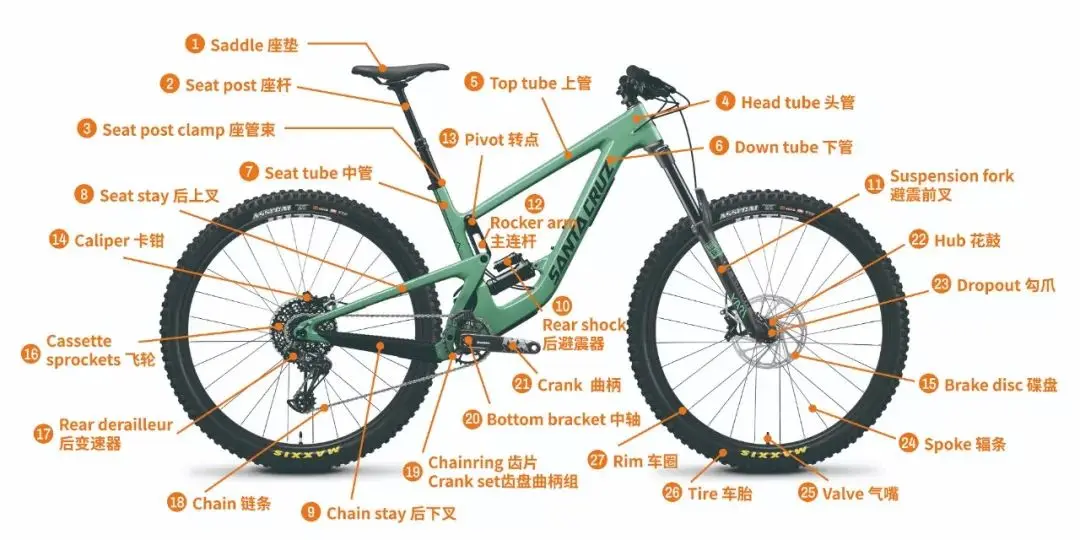 1 Saddle 座垫
2 Seat post 座杆
3 Seat post clamp 座管束
13 Pivot 转点
5 Top tube 上管
4 Head tube 头管
6 Down tube 下管
7 Seat tube 中管
8 Seat stay 后上叉
14 Caliper 卡钳
12
Rocker arm
主连杆
11 Suspension fork
避震前叉
22 Hub 花鼓
23 Dropout 勾爪
10
Rear shock
后避震器
16 Cassette
sprockets 飞轮
21 Crank 曲柄
15 Brake disc 碟盘
17 Rear derailleur
后变速器
20 Bottom bracket 中轴
24 Spoke 辐条
19 Chainring 齿片
Crank set齿盘曲柄组
27 Rim 车圈
18 Chain 链条
9 Chain stay 后下叉
26 Tire 车胎
25 Valve 气嘴
SANTACRUZ
ASSEGAI
ASSEGAI
MAXXIS
MAXXIS